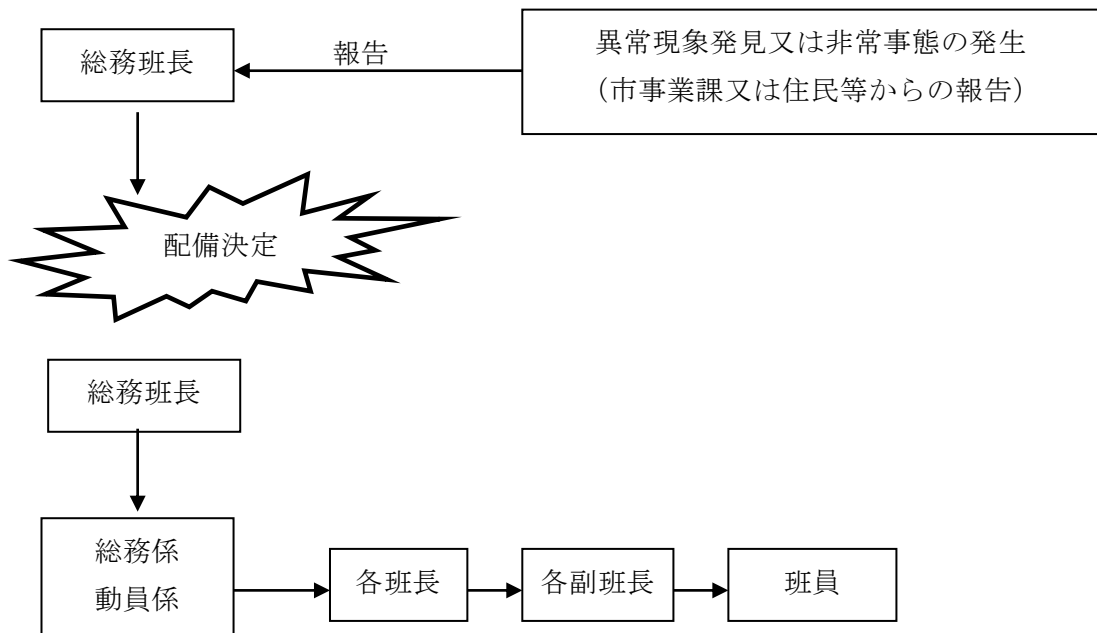 総務班長
報告
異常現象発見又は非常事態の発生
（市事業課又は住民等からの報告）
配備決定
総務班長
総務係
動員係
各班長
各副班長
班員